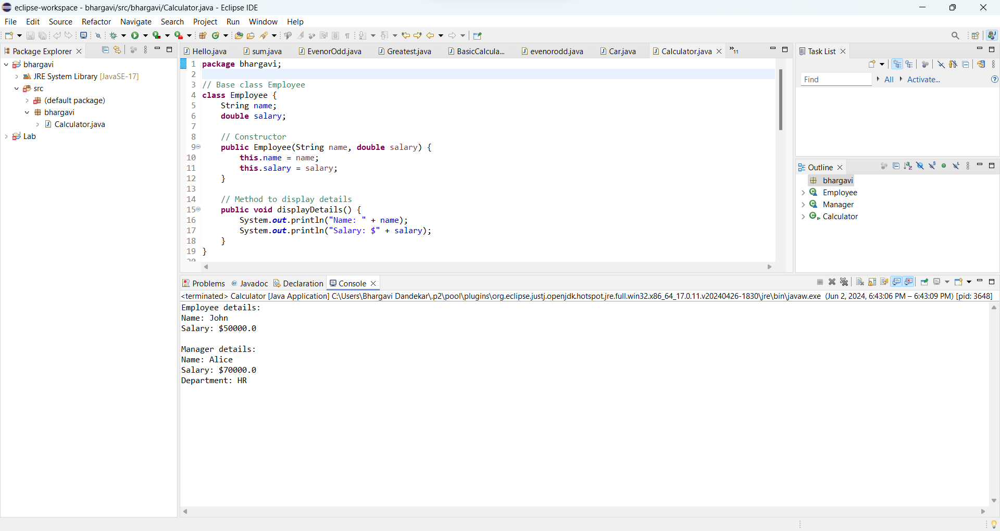 eclipse-workspace - bhargavi/src/bhargavi/Calculator.java - Eclipse IDE
File Edit Source Refactor Navigate Search Project Run Window Help
Package Explorer
bhargavi
JRE System Library [JavaSE-17]
src
(default package)
bhargavi
Calculator.java
Lab
Hello.java sum.java EvenorOdd.java Greatest.java BasicCalcula... evenorodd.java Car.java Calculator.java »11
1 package bhargavi;
2
3 // Base class Employee
4 class Employee {
5 String name;
6 double salary;
7
8 // Constructor
9 public Employee(String name, double salary) {
10 this.name = name;
11 this.salary = salary;
12 }
13
14 // Method to display details
15 public void displayDetails() {
16 System.out.println("Name: " + name);
17 System.out.println("Salary: $" + salary);
18 }
19 }
Task List
Find All Activate...
Outline
bhargavi
Employee
Manager
Calculator
Problems Javadoc Declaration Console
<terminated> Calculator [Java Application] C:\Users\Bhargavi Dandekar\.p2\pool\plugins\org.eclipse.justj.openjdk.hotspot.jre.full.win32.x86_64_17.0.11.v20240426-1830\jre\bin\javaw.exe (Jun 2, 2024, 6:43:06 PM – 6:43:09 PM) [pid: 3648]
Employee details:
Name: John
Salary: $50000.0
Manager details:
Name: Alice
Salary: $70000.0
Department: HR